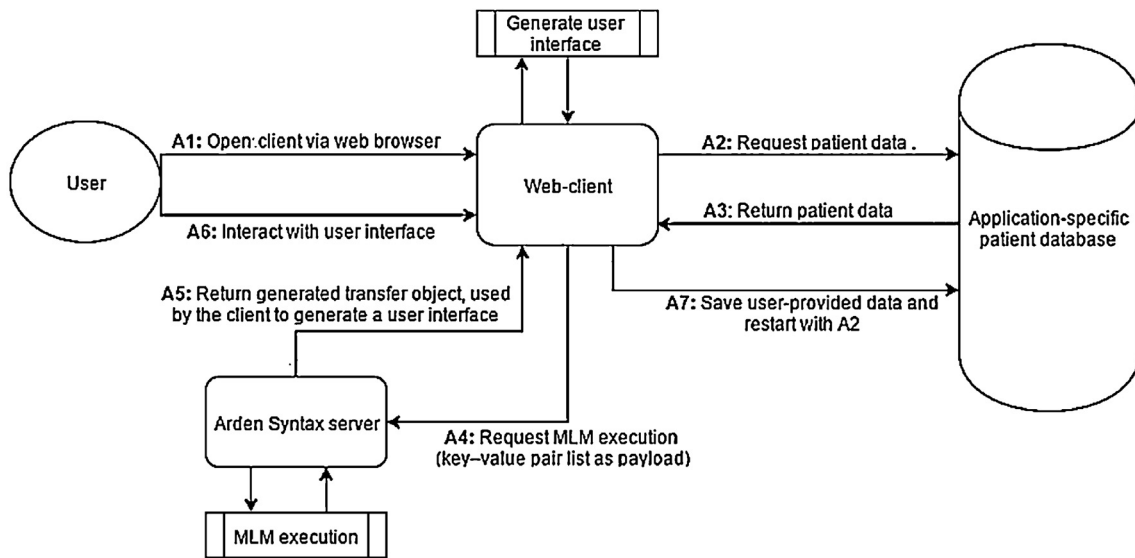 Generate user
interface
A1: Open client via web browser
A2: Request patient data .
User
Web-client
A3: Return patient data
Application-specific
patient database
A6: Interact with user interface
A5: Return generated transfer object, used
by the client to generate a user interface
A7: Save user-provided data and
restart with A2
Arden Syntax server
A4: Request MLM execution
(key–value pair list as payload)
MLM execution